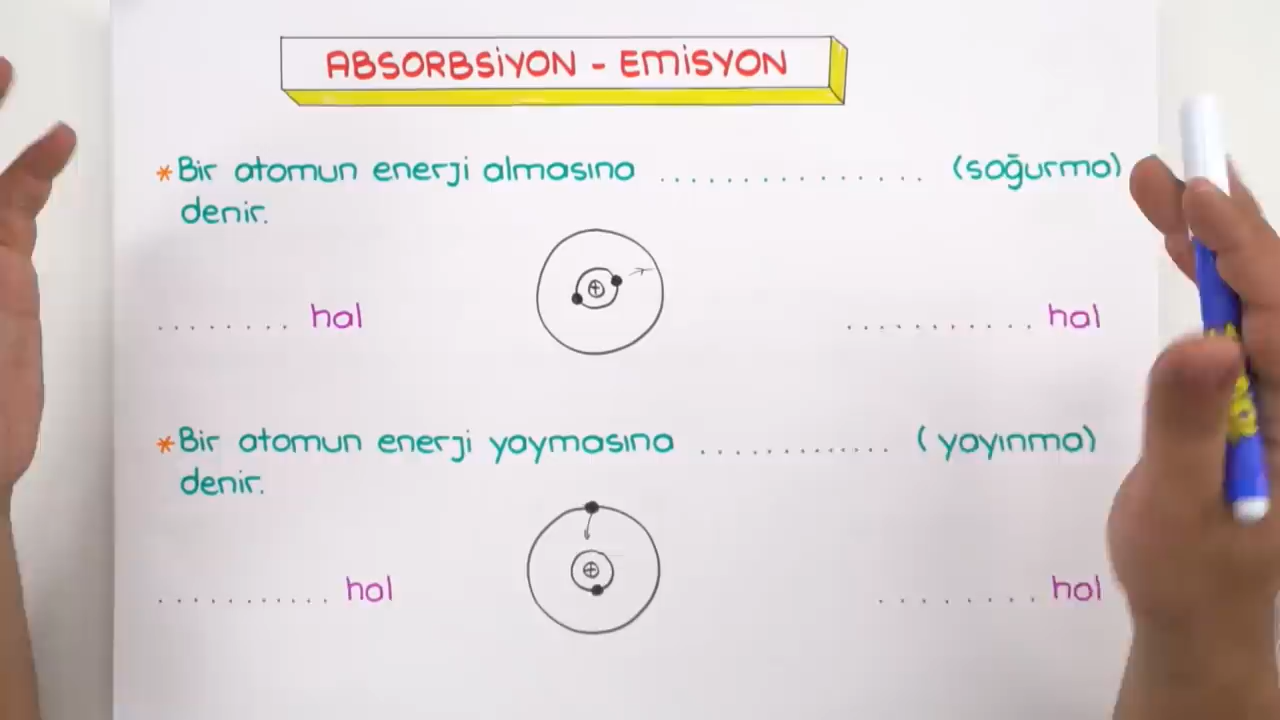 ABSORBSİYON - EMİSYON
*Bir atomun enerji almasına ................ (soğurma)
denir.
........ hal ............ hal
*Bir atomun enerji yaymasına .............. (yayınma)
denir.
........... hal ........ hal